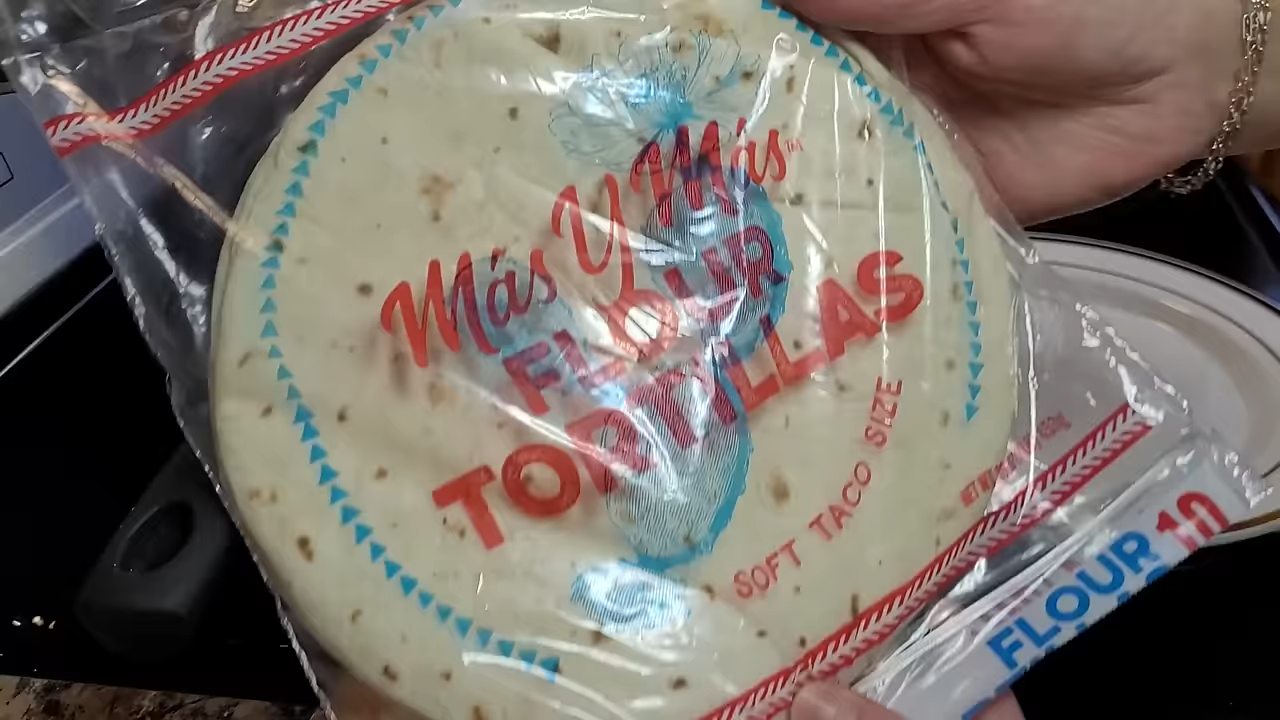 Más Y Más™
FLOUR
TORTILLAS
SOFT TACO SIZE
10
FLOUR